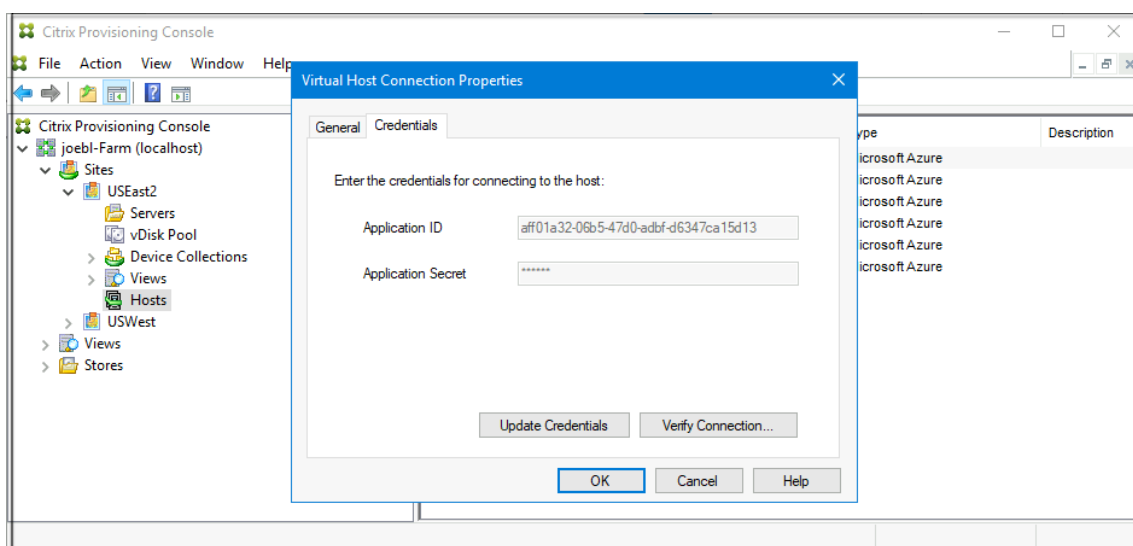 Citrix Provisioning Console
File Action View Window Help
Virtual Host Connection Properties
Citrix Provisioning Console
joebl-Farm (localhost)
Sites
USEast2
Servers
vDisk Pool
Device Collections
Views
Hosts
USWest
Views
Stores
General Credentials
Enter the credentials for connecting to the host:
Application ID aff01a32-06b5-47d0-adbf-d6347ca15d13
Application Secret ******
Update Credentials Verify Connection...
OK Cancel Help
ype Description
icrosoft Azure
icrosoft Azure
icrosoft Azure
icrosoft Azure
icrosoft Azure
icrosoft Azure